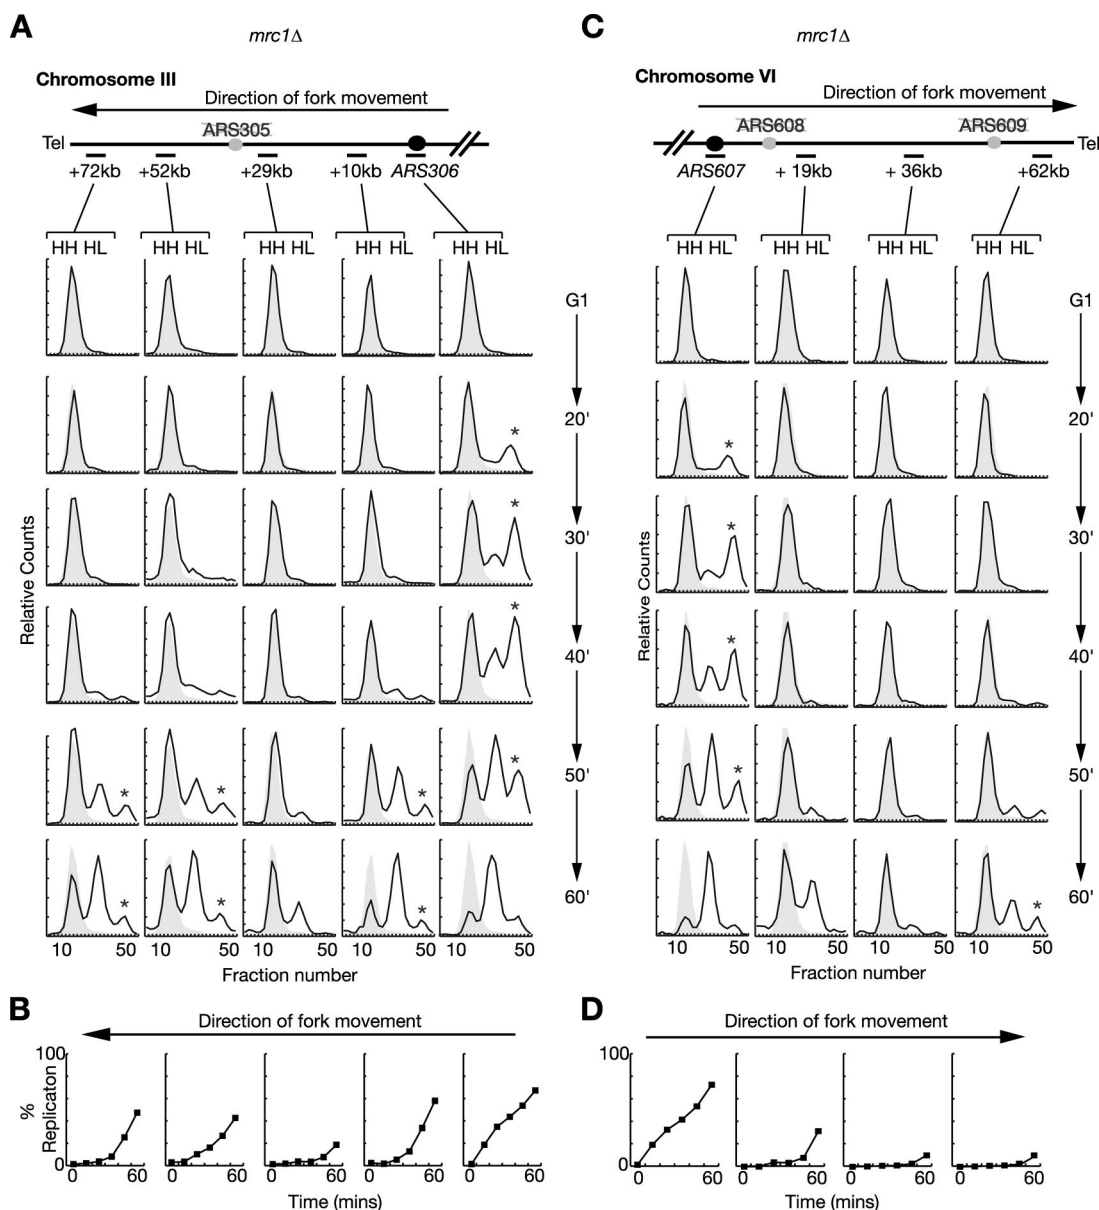 A
mrc1Δ
Chromosome III
Direction of fork movement
ARS305
Tel
+72kb +52kb +29kb +10kb ARS306
HH HL HH HL HH HL HH HL HH HL
G1
20'
*
30'
*
40'
*
50'
* * * *
60'
* * *
Relative Counts
10 50 10 50 10 50 10 50 10 50
Fraction number
B
Direction of fork movement
100
% Replicaton
0
0 60 0 60 0 60 0 60 0 60
Time (mins)
C
mrc1Δ
Chromosome VI
Direction of fork movement
ARS608 ARS609
Tel
ARS607 + 19kb + 36kb +62kb
HH HL HH HL HH HL HH HL
G1
20'
*
30'
*
40'
*
50'
*
60'
*
Relative Counts
10 50 10 50 10 50 10 50
Fraction number
D
Direction of fork movement
100
0
0 60 0 60 0 60 0 60
Time (mins)